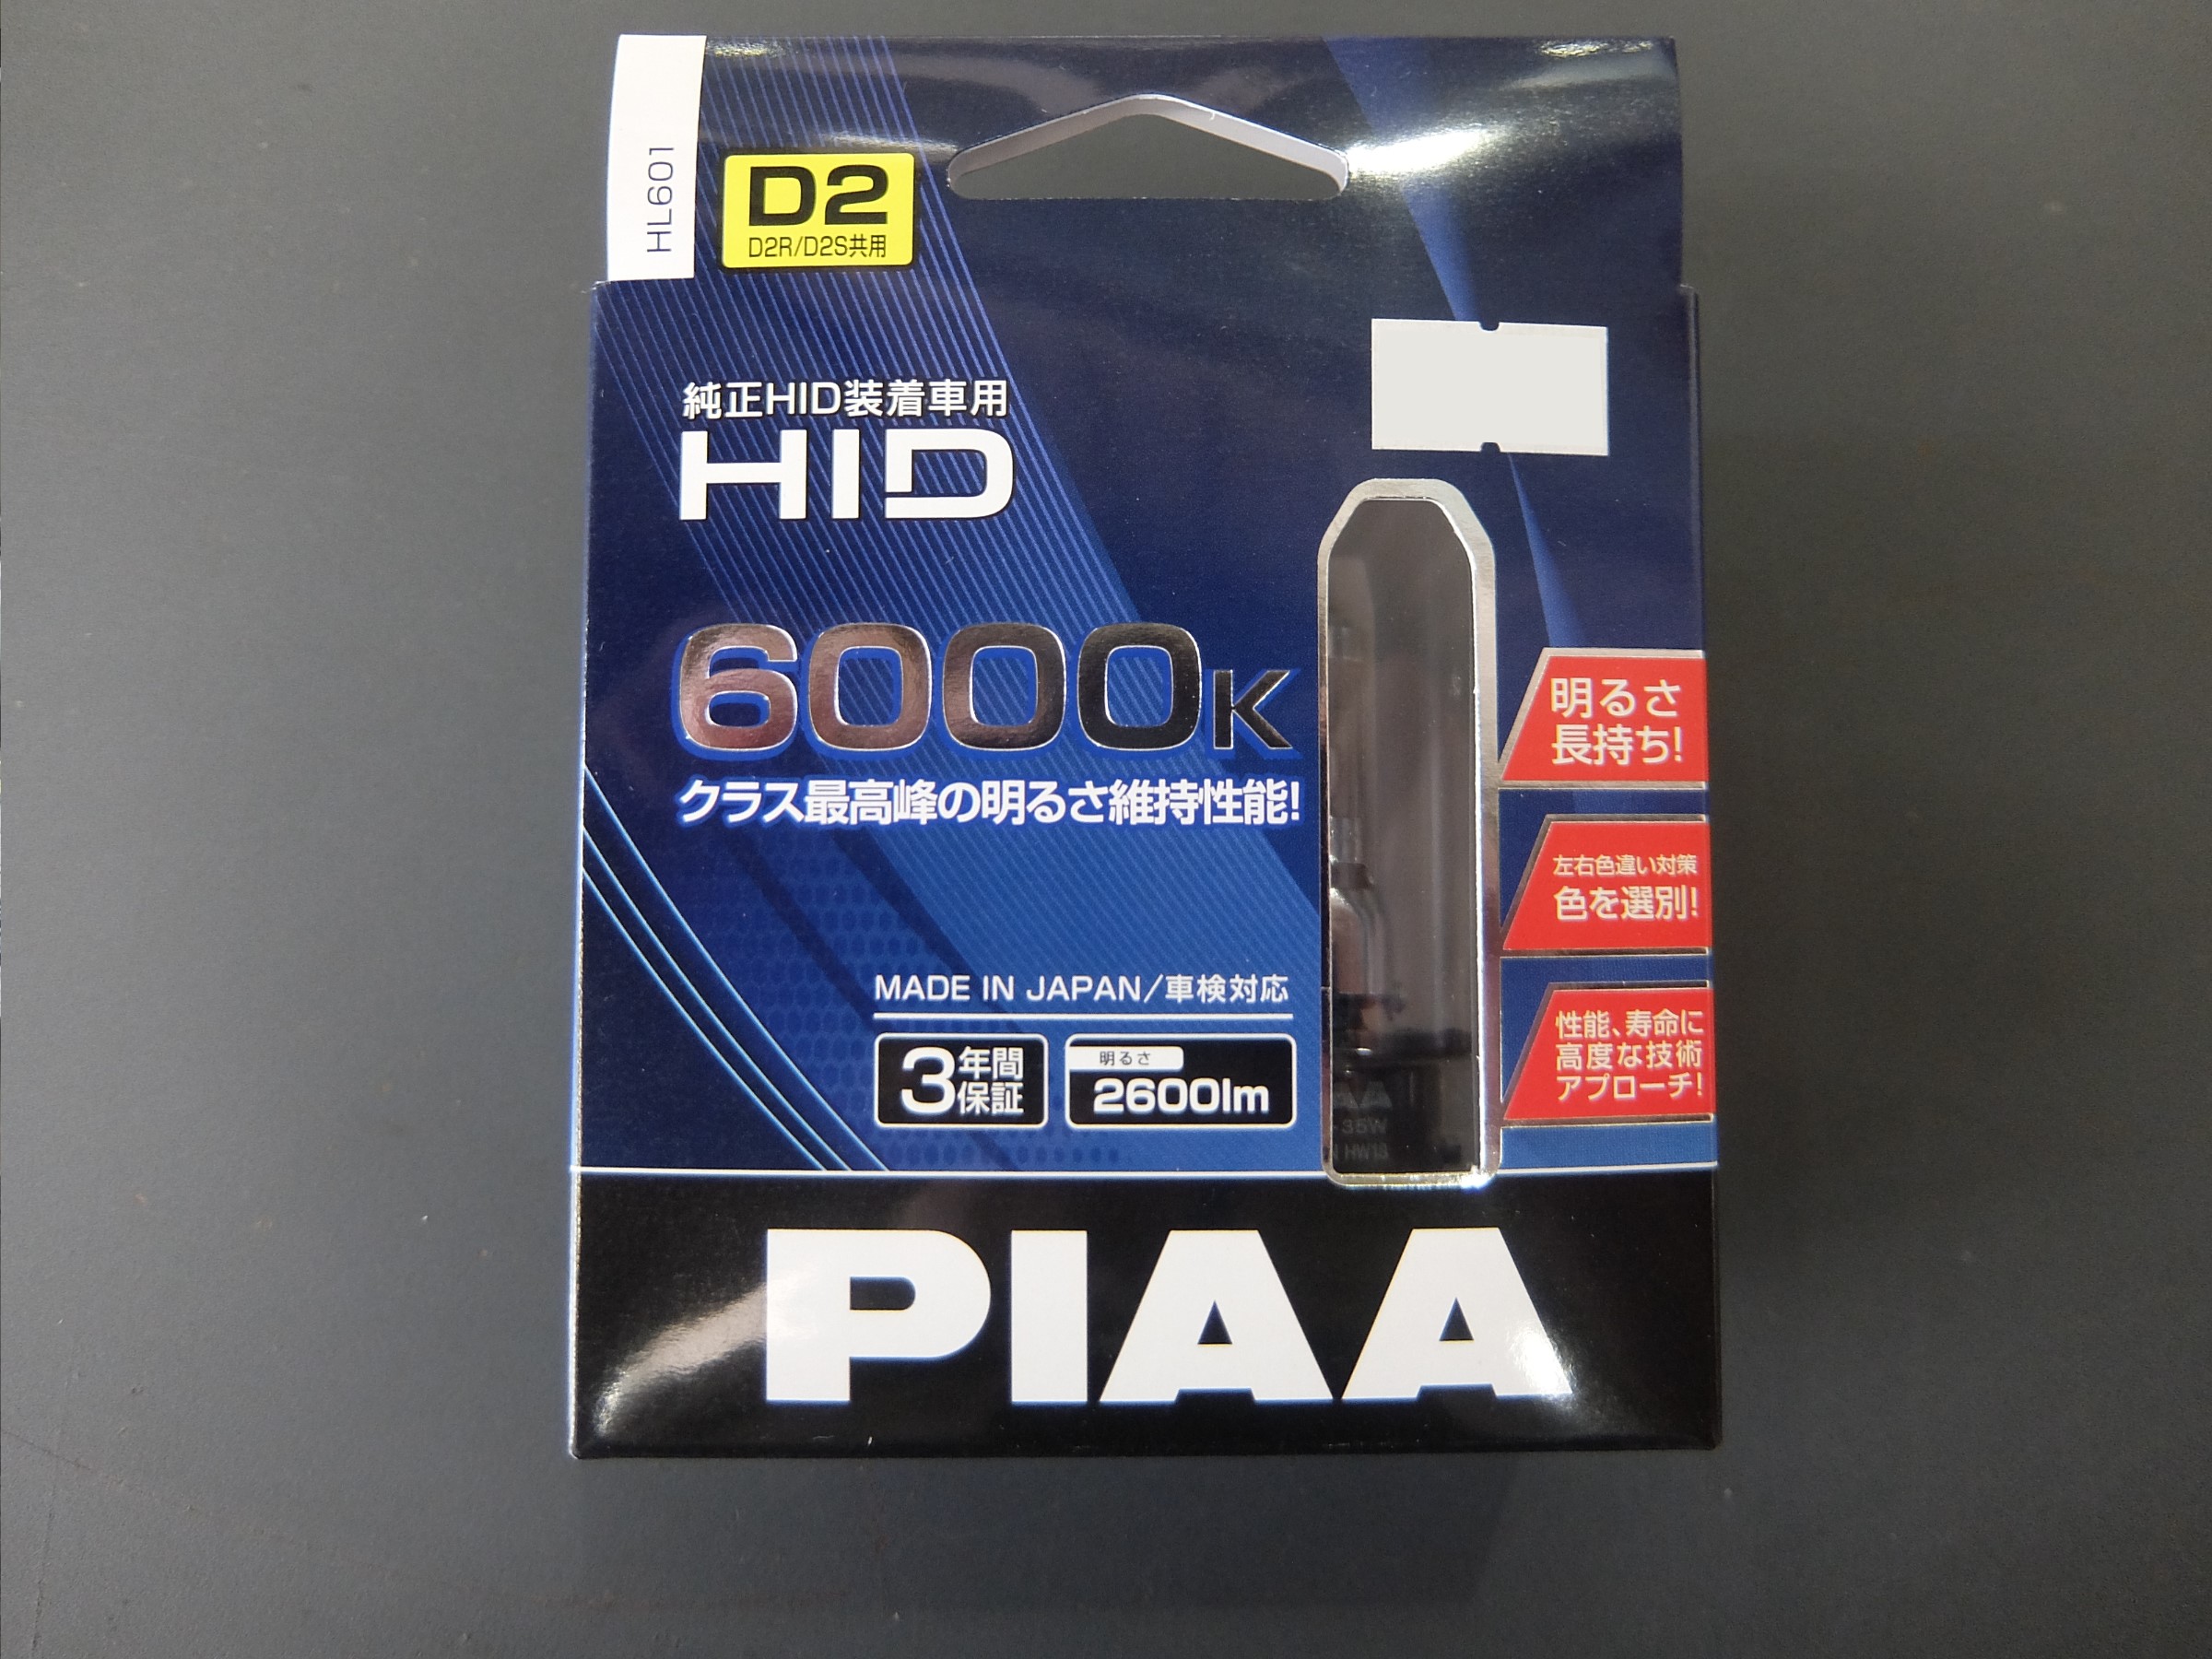 HL601
D2
D2R/D2S共用
純正HID装着車用
HID
6000K
クラス最高峰の明るさ維持性能!
明るさ
長持ち!
左右色違い対策
色を選別!
性能、寿命に
高度な技術
アプローチ!
MADE IN JAPAN/車検対応
3年間
保証
明るさ
2600lm
35W
HW18
PIAA